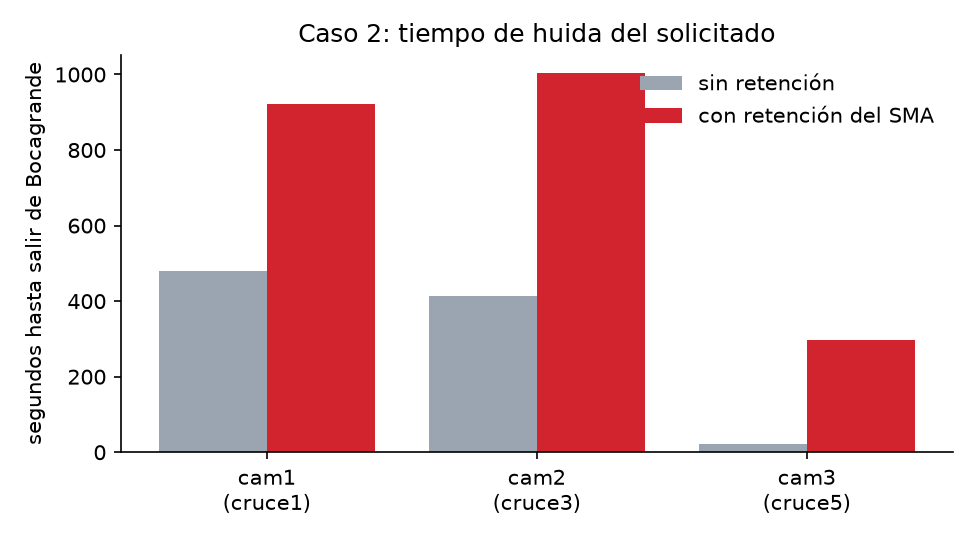 Caso 2: tiempo de huida del solicitado
segundos hasta salir de Bocagrande
1000
800
600
400
200
0
sin retención
con retención del SMA
cam1
(cruce1)
cam2
(cruce3)
cam3
(cruce5)